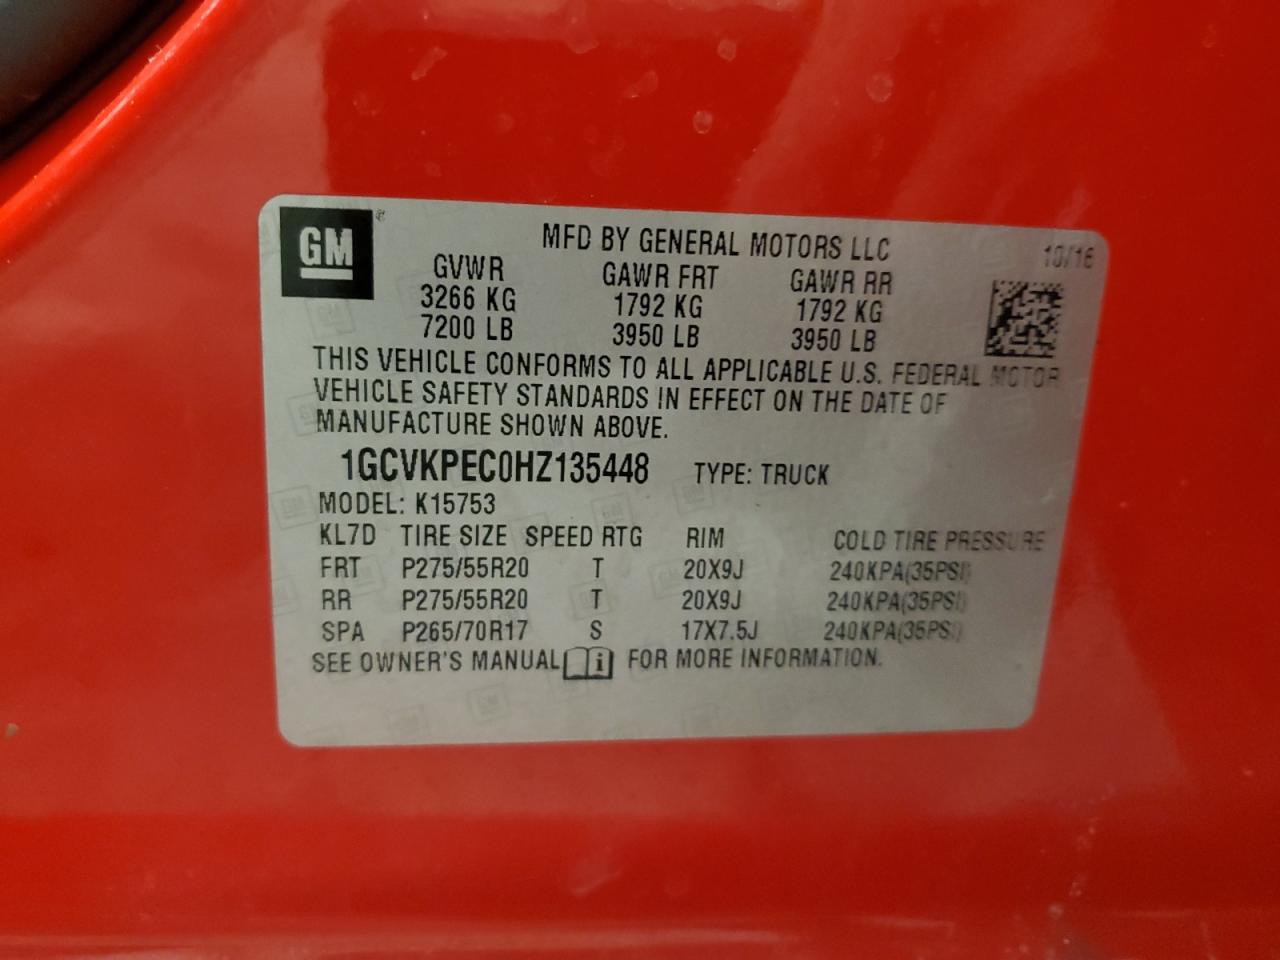 GM
MFD BY GENERAL MOTORS LLC 10/16
GVWR GAWR FRT GAWR RR
3266 KG 1792 KG 1792 KG
7200 LB 3950 LB 3950 LB
THIS VEHICLE CONFORMS TO ALL APPLICABLE U.S. FEDERAL MOTOR
VEHICLE SAFETY STANDARDS IN EFFECT ON THE DATE OF
MANUFACTURE SHOWN ABOVE.
1GCVKPEC0HZ135448 TYPE: TRUCK
MODEL: K15753
KL7D TIRE SIZE SPEED RTG RIM COLD TIRE PRESSURE
FRT P275/55R20 T 20X9J 240KPA(35PSI)
RR P275/55R20 T 20X9J 240KPA(35PSI)
SPA P265/70R17 S 17X7.5J 240KPA(35PSI)
SEE OWNER'S MANUAL FOR MORE INFORMATION.